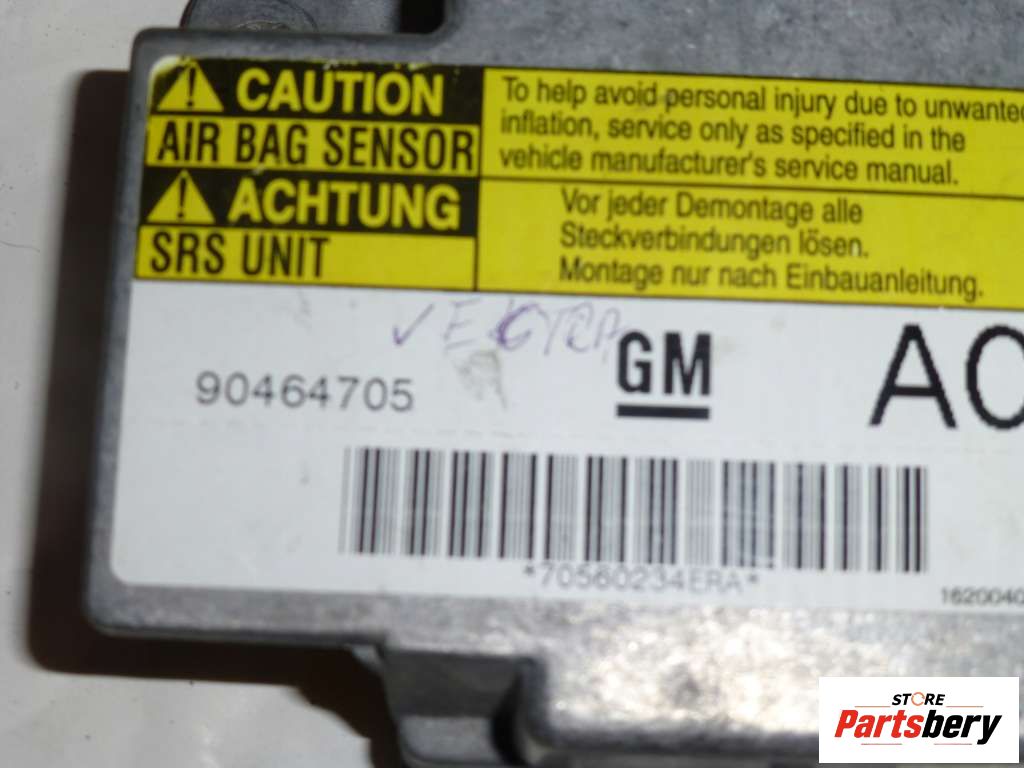 CAUTION
AIR BAG SENSOR
To help avoid personal injury due to unwanted
inflation, service only as specified in the
vehicle manufacturer's service manual.
ACHTUNG
SRS UNIT
Vor jeder Demontage alle
Steckverbindungen lösen.
Montage nur nach Einbauanleitung.
90464705
GM
*70560234ERA*
1620040
STORE
Partsbery